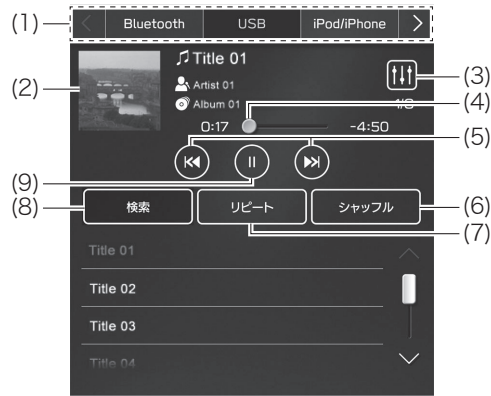 (1) Bluetooth USB iPod/iPhone
(2) Title 01 (3)
Artist 01 (4)
Album 01 1/8
0:17 -4:50 (5)
(9)
(8) 検索 リピート シャッフル (6)
(7)
Title 01
Title 02
Title 03
Title 04